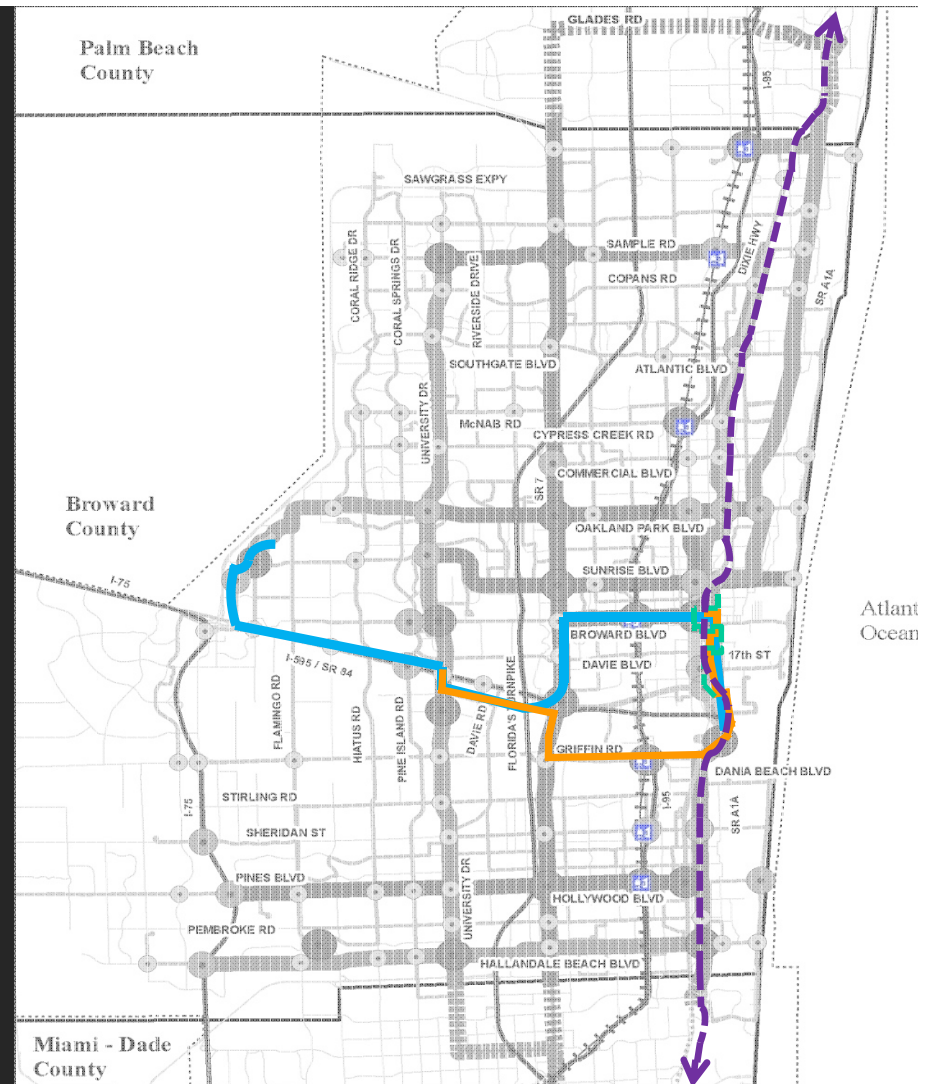 GLADES RD
Palm Beach
County
I-95
SAWGRASS EXPY
CORAL RIDGE DR
CORAL SPRINGS DR
RIVERSIDE DRIVE
SAMPLE RD
DIXIE HWY
COPANS RD
SR A1A
SOUTHGATE BLVD
ATLANTIC BLVD
UNIVERSITY DR
McNAB RD
CYPRESS CREEK RD
COMMERCIAL BLVD
SR 7
Broward
County
OAKLAND PARK BLVD
SUNRISE BLVD
I-75
Atlant
Ocean
BROWARD BLVD
17th ST
DAVIE BLVD
I-595 / SR 84
FLAMINGO RD
HIATUS RD
PINE ISLAND RD
DAVIE RD
FLORIDA'S TURNPIKE
GRIFFIN RD
DANIA BEACH BLVD
I-75
STIRLING RD
I-95
SR A1A
SHERIDAN ST
PINES BLVD
UNIVERSITY DR
HOLLYWOOD BLVD
PEMBROKE RD
HALLANDALE BEACH BLVD
Miami - Dade
County